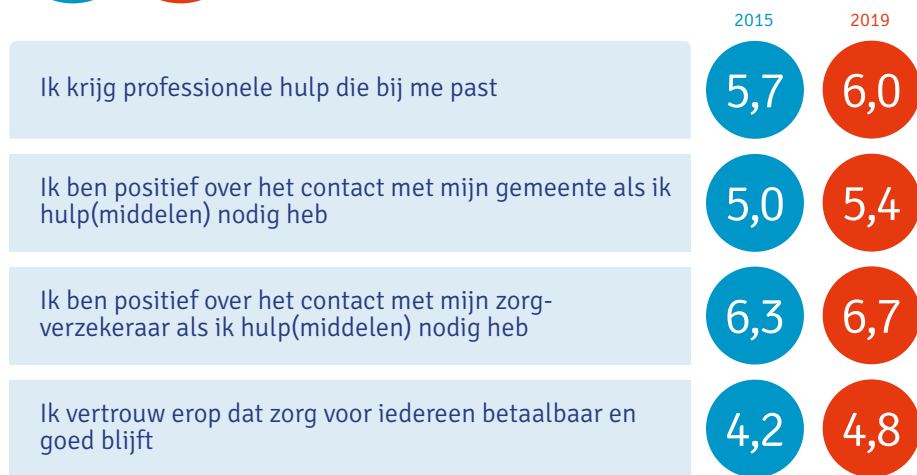 2015 2019
Ik krijg professionele hulp die bij me past 5,7 6,0
Ik ben positief over het contact met mijn gemeente als ik
hulp(middelen) nodig heb 5,0 5,4
Ik ben positief over het contact met mijn zorg-
verzekeraar als ik hulp(middelen) nodig heb 6,3 6,7
Ik vertrouw erop dat zorg voor iedereen betaalbaar en
goed blijft 4,2 4,8